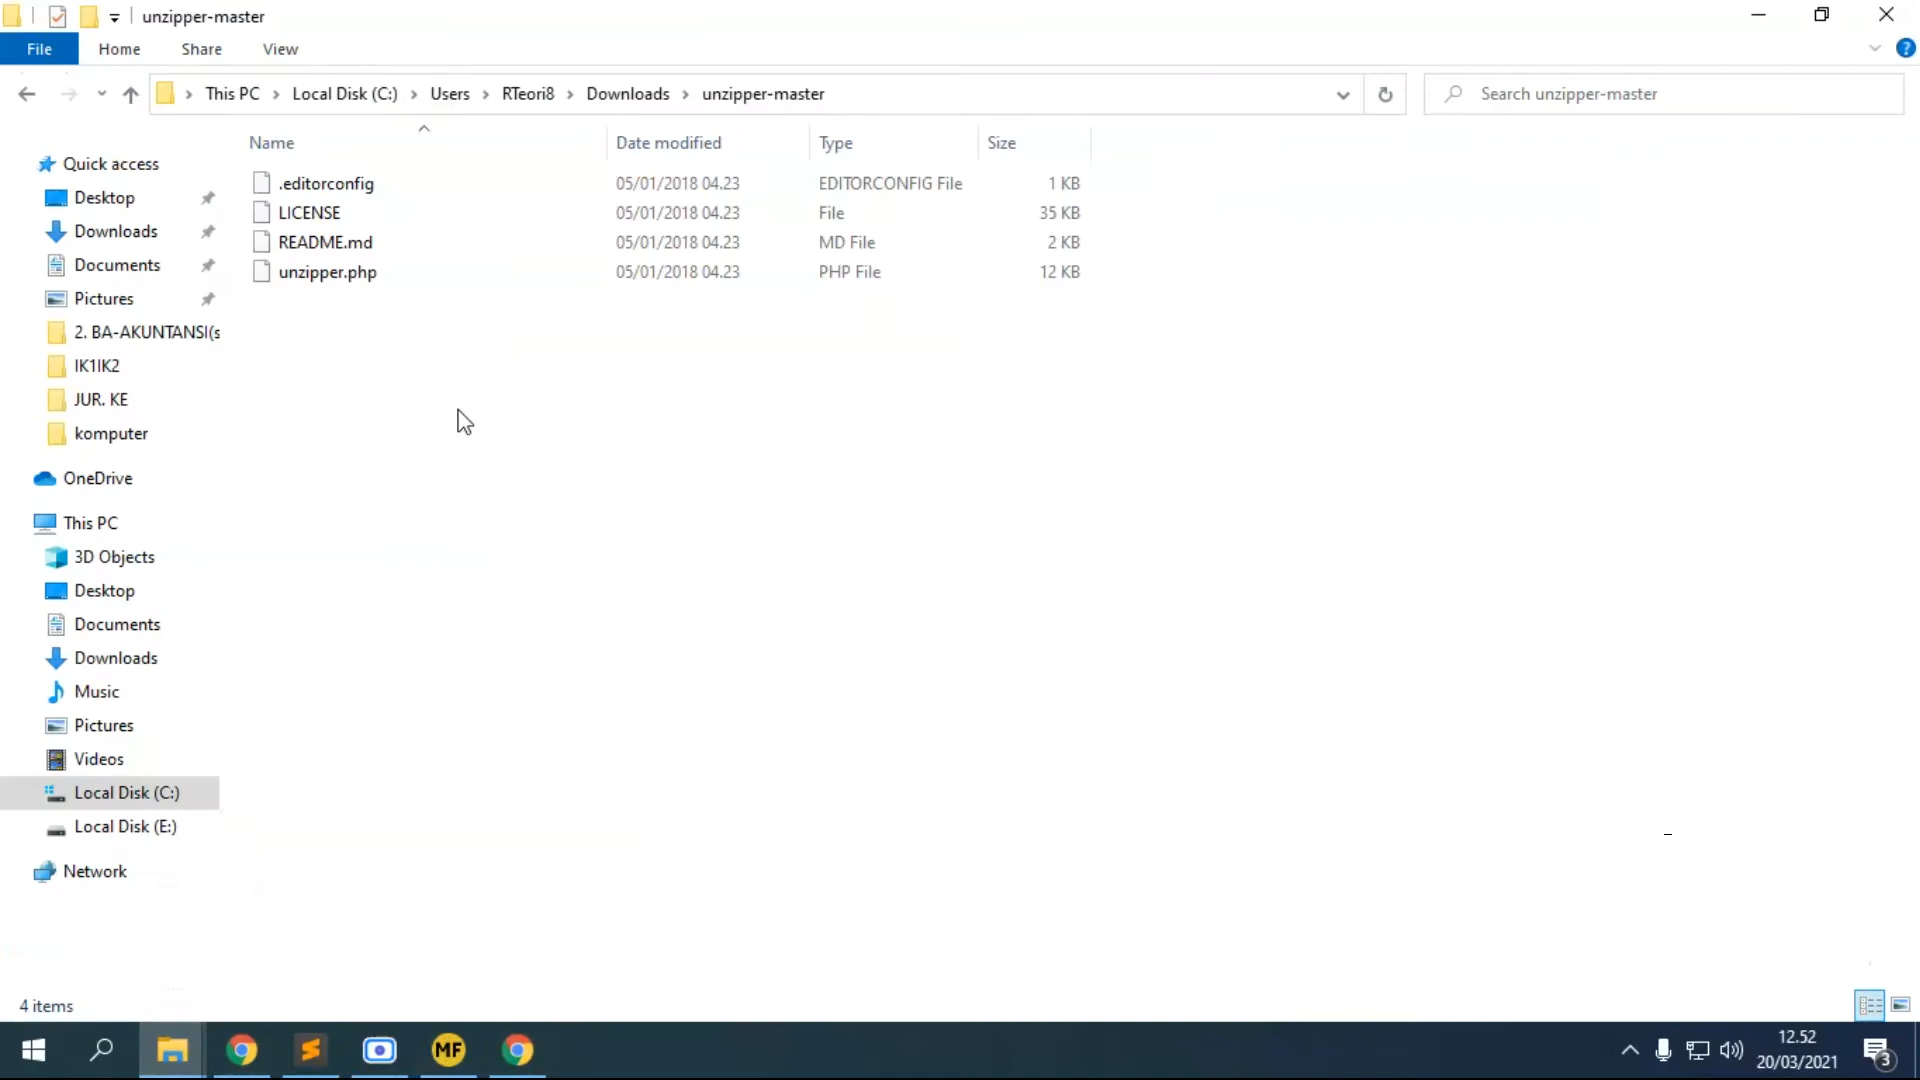 unzipper-master
File Home Share View
This PC Local Disk (C:) Users RTeori8 Downloads unzipper-master
Search unzipper-master
Name Date modified Type Size
.editorconfig 05/01/2018 04.23 EDITORCONFIG File 1 KB
LICENSE 05/01/2018 04.23 File 35 KB
README.md 05/01/2018 04.23 MD File 2 KB
unzipper.php 05/01/2018 04.23 PHP File 12 KB
Quick access
Desktop
Downloads
Documents
Pictures
2. BA-AKUNTANSI(s
IK1IK2
JUR. KE
komputer
OneDrive
This PC
3D Objects
Desktop
Documents
Downloads
Music
Pictures
Videos
Local Disk (C:)
Local Disk (E:)
Network
4 items
MF
12.52
20/03/2021
3